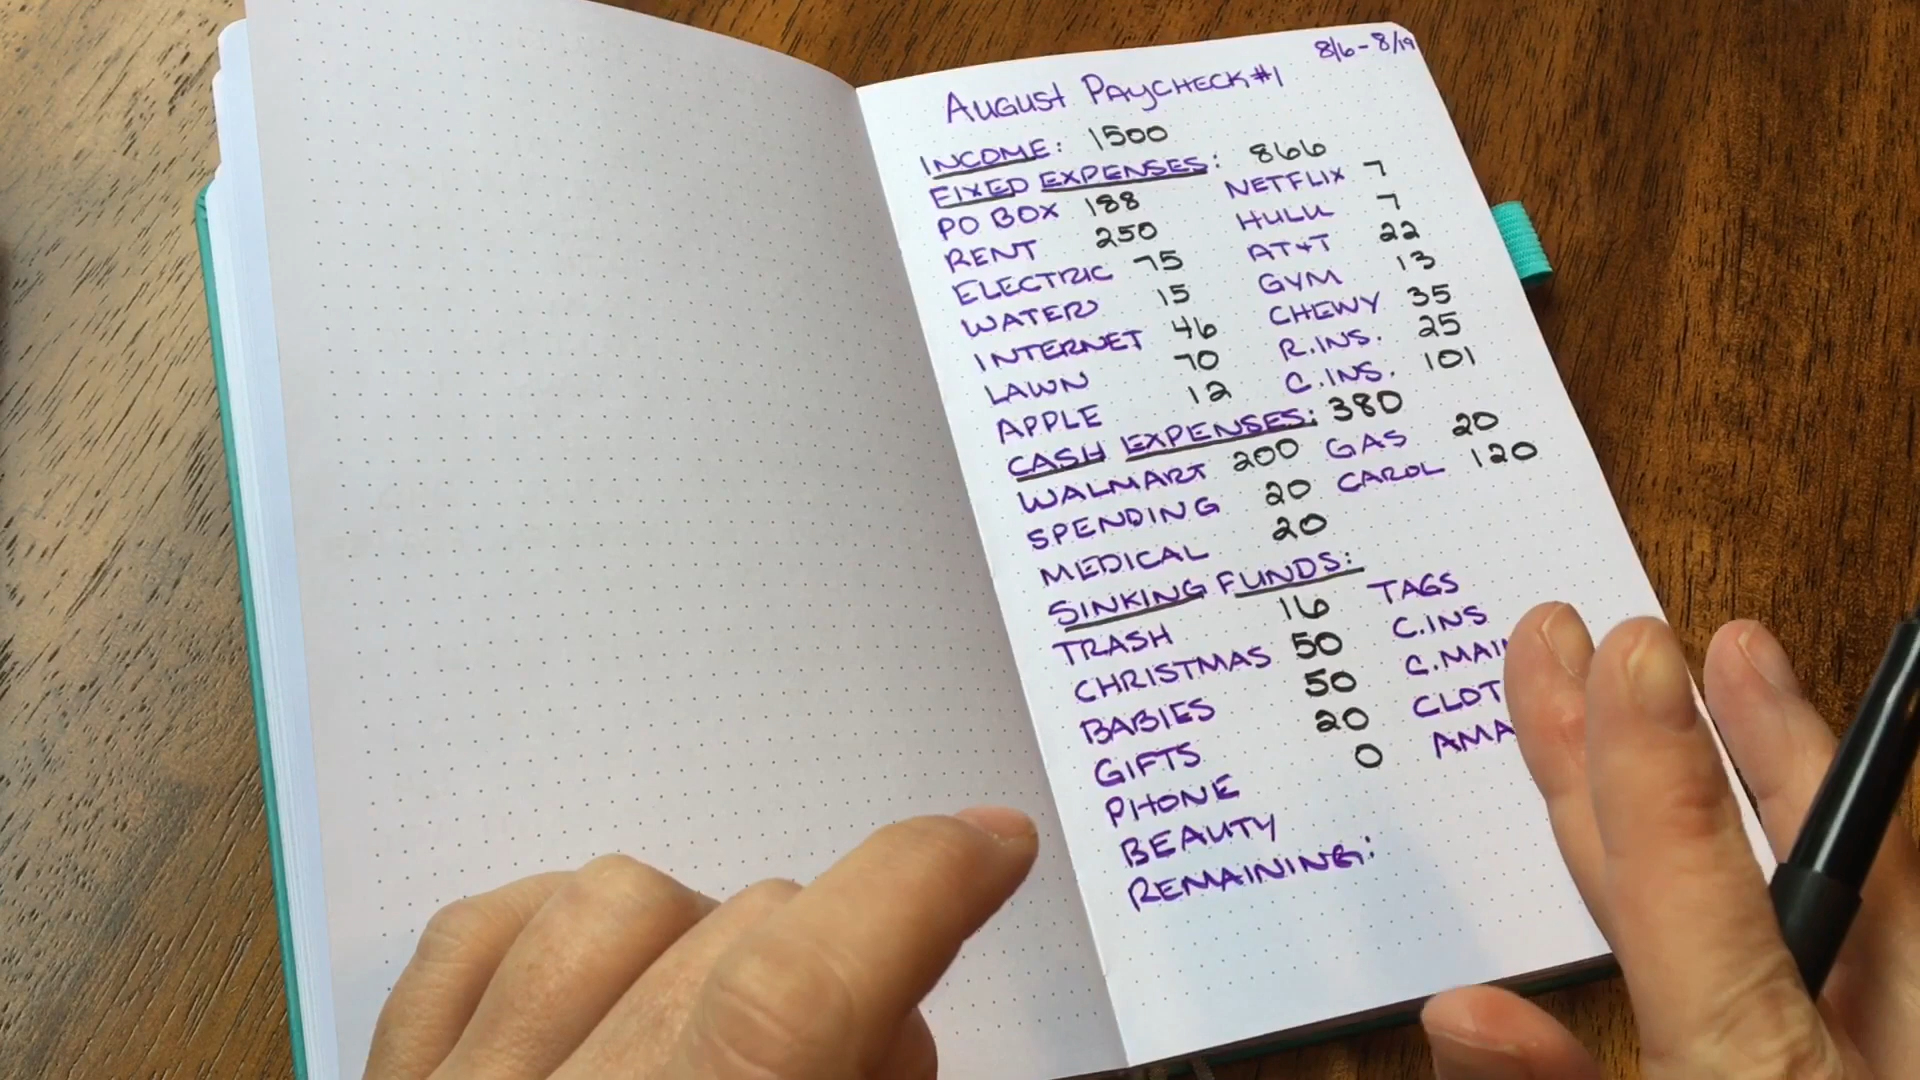 8/6 - 8/19
AUGUST PAYCHECK #1
INCOME: 1500
FIXED EXPENSES: 866
PO BOX 188 NETFLIX 7
RENT 250 HULU 7
ELECTRIC 75 AT&T 22
WATER 15 GYM 13
INTERNET 46 CHEWY 35
LAWN 70 R.INS. 25
APPLE 12 C.INS. 101
CASH EXPENSES: 380
WALMART 200 GAS 20
SPENDING 20 CAROL 120
MEDICAL 20
SINKING FUNDS:
TRASH 16 TAGS
CHRISTMAS 50 C.INS
BABIES 50 C.MAI
GIFTS 20 CLOT
PHONE 0 AMA
BEAUTY
REMAINING: